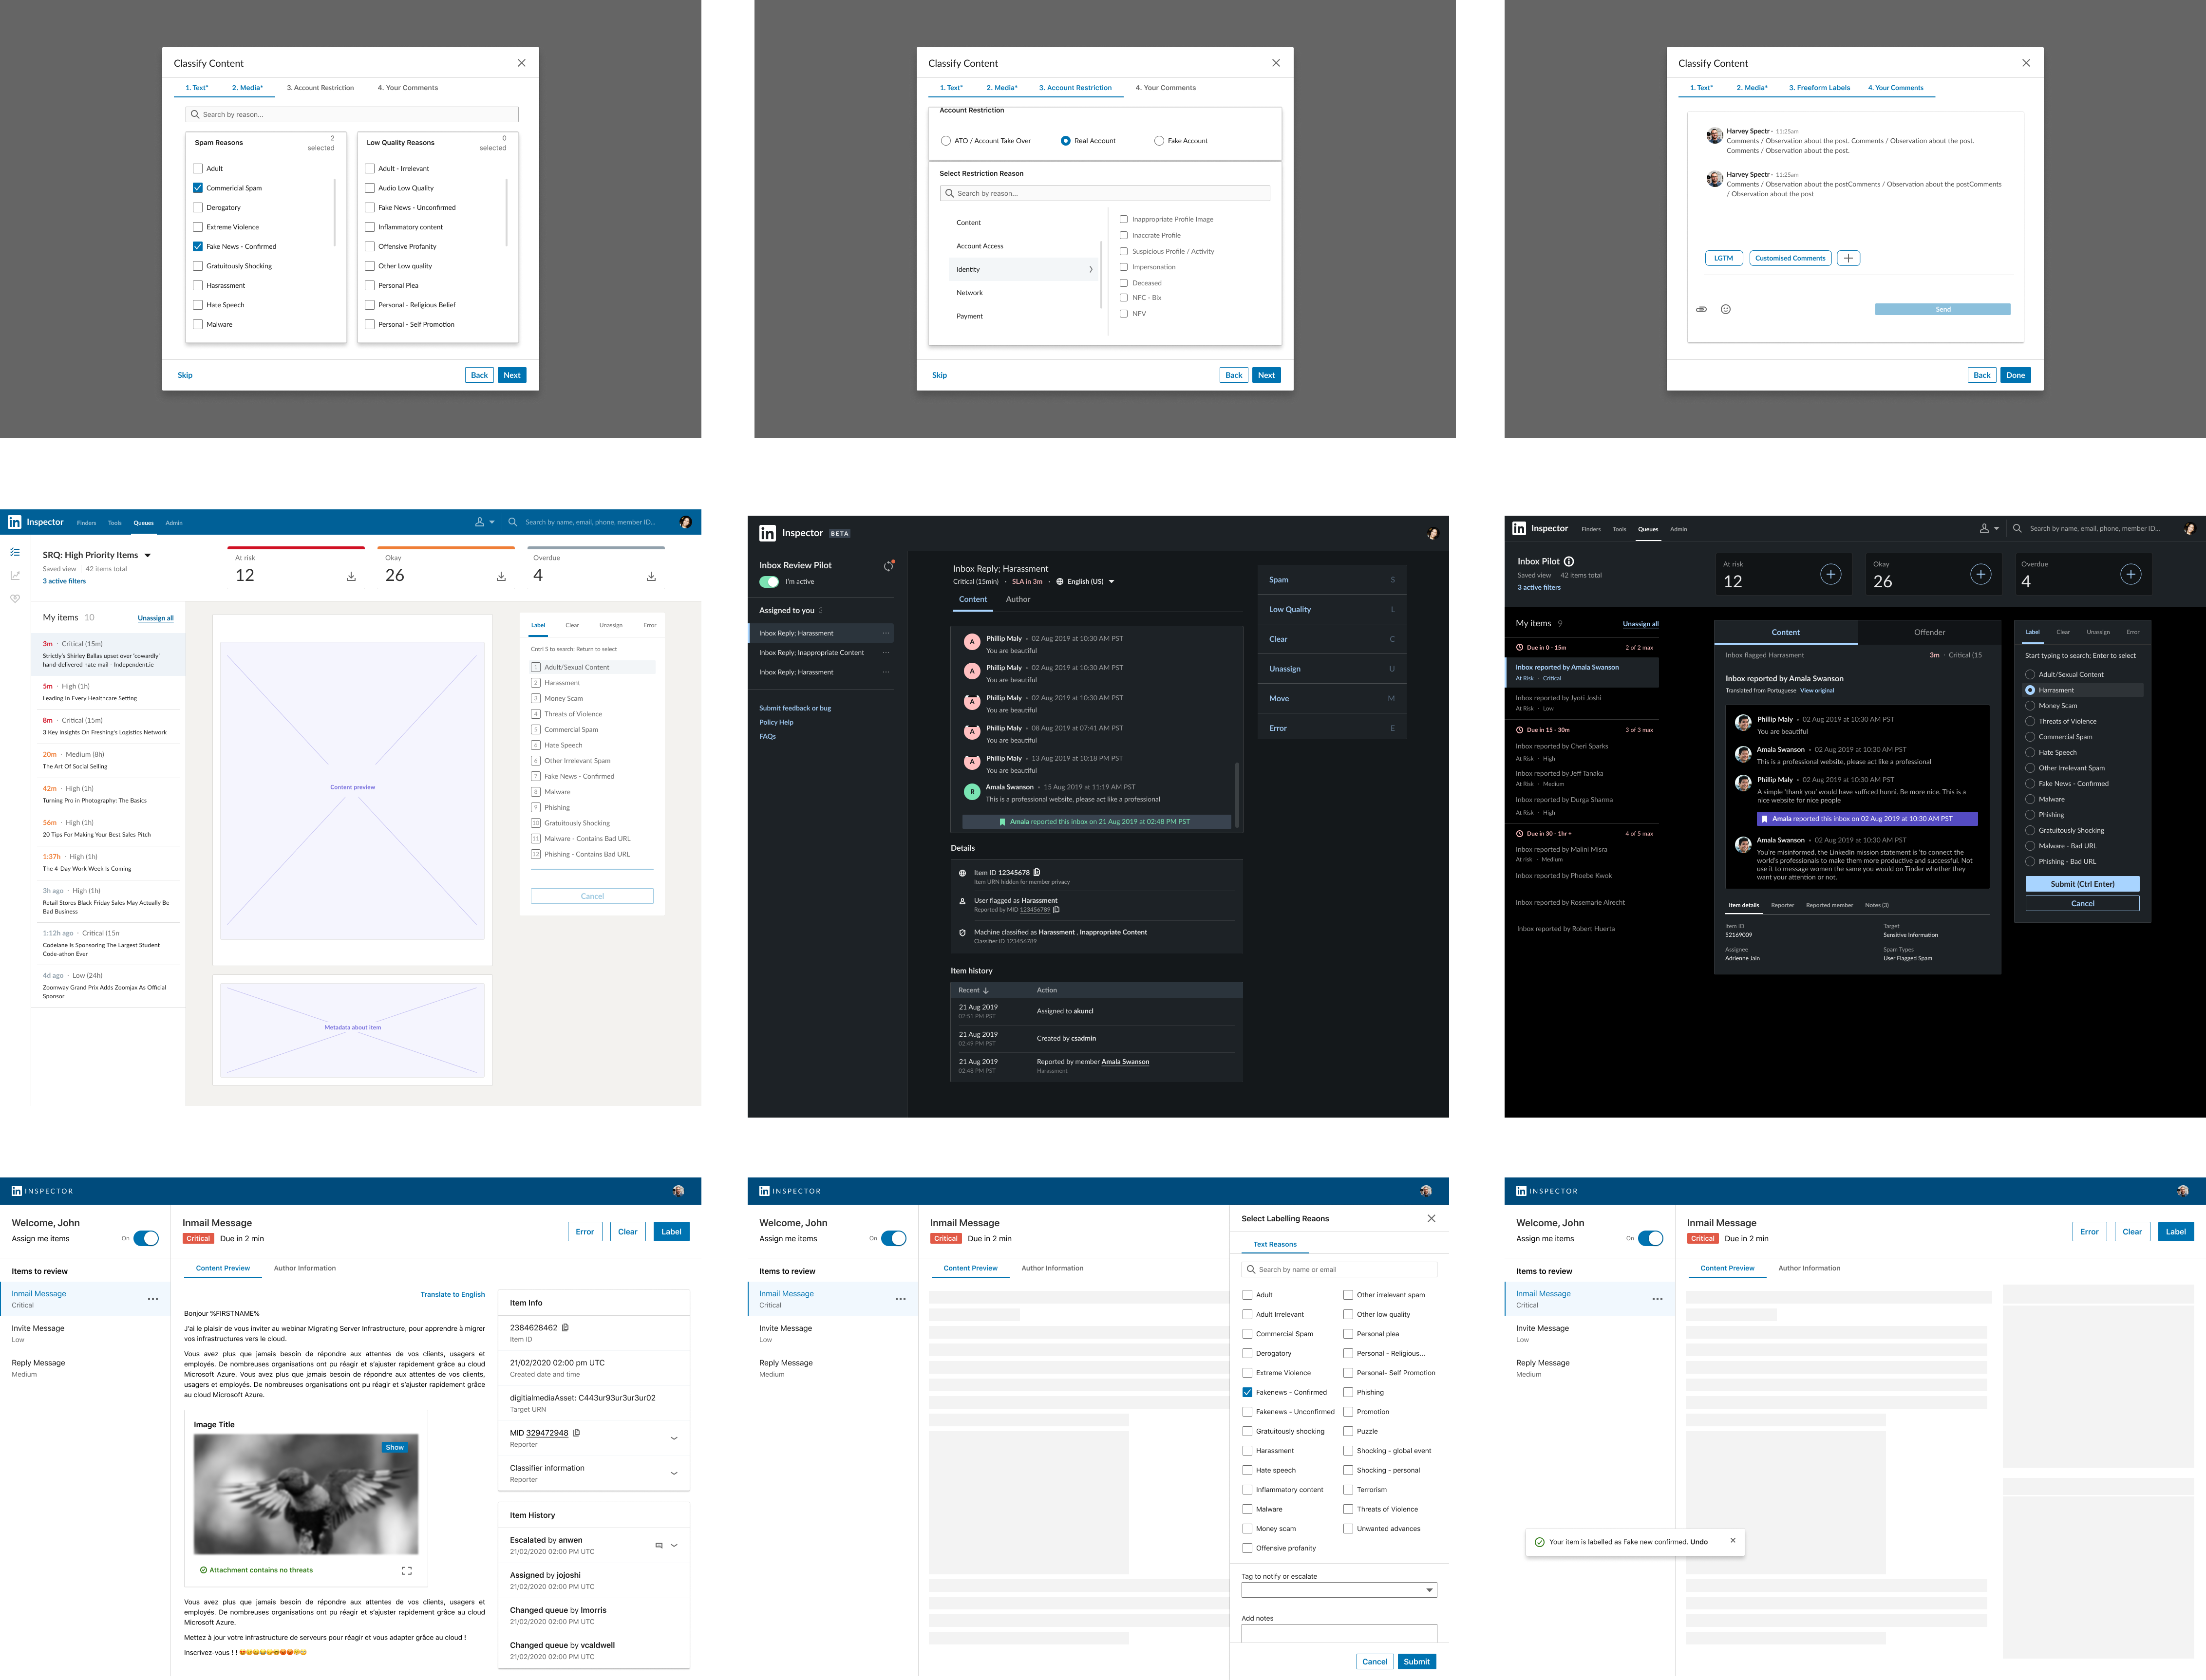 Classify Content
1. Text*
2. Media*
3. Account Restriction
4. Your Comments
Search by reason...
Spam Reasons
2
selected
Adult
Commericial Spam
Derogatory
Extreme Violence
Fake News - Confirmed
Gratuitously Shocking
Hasrassment
Hate Speech
Malware
Low Quality Reasons
0
selected
Adult - Irrelevant
Audio Low Quality
Fake News - Unconfirmed
Inflammatory content
Offensive Profanity
Other Low quality
Personal Plea
Personal - Religious Belief
Personal - Self Promotion
Skip
Back
Next
Classify Content
1. Text*
2. Media*
3. Account Restriction
4. Your Comments
Account Restriction
ATO / Account Take Over
Real Account
Fake Account
Select Restriction Reason
Search by reason...
Content
Account Access
Identity
Network
Payment
Inappropriate Profile Image
Inaccrate Profile
Suspicious Profile / Activity
Impersonation
Deceased
NFC - Bix
NFV
Skip
Back
Next
Classify Content
1. Text*
2. Media*
3. Freeform Labels
4. Your Comments
Harvey Spectr - 11:25am
Comments / Observation about the post. Comments / Observation about the post.
Comments / Observation about the post.
Harvey Spectr - 11:25am
Comments / Observation about the postComments / Observation about the postComments
/ Observation about the post
LGTM
Customised Comments
Send
Back
Done
in Inspector
Finders
Tools
Queues
Admin
Search by name, email, phone, member ID...
SRQ: High Priority Items
Saved view | 42 items total
3 active filters
At risk
12
Okay
26
Overdue
4
My items 10
Unassign all
3m · Critical (15m)
Strictly's Shirley Ballas upset over 'cowardly'
hand-delivered hate mail - Independent.ie
5m · High (1h)
Leading In Every Healthcare Setting
8m · Critical (15m)
3 Key Insights On Freshing's Logistics Network
20m · Medium (8h)
The Art Of Social Selling
42m · High (1h)
Turning Pro in Photography: The Basics
56m · High (1h)
20 Tips For Making Your Best Sales Pitch
1:37h · High (1h)
The 4-Day Work Week Is Coming
3h ago · High (1h)
Retail Stores Black Friday Sales May Actually Be
Bad Business
1:12h ago · Critical (15m
Codelane Is Sponsoring The Largest Student
Code-athon Ever
4d ago · Low (24h)
Zoomway Grand Prix Adds Zoomjax As Official
Sponsor
Content preview
Metadata about item
Label
Clear
Unassign
Error
Cntrl S to search; Return to select
1 Adult/Sexual Content
2 Harassment
3 Money Scam
4 Threats of Violence
5 Commercial Spam
6 Hate Speech
6 Other Irrelevant Spam
7 Fake News - Confirmed
8 Malware
9 Phishing
10 Gratuitously Shocking
11 Malware - Contains Bad URL
12 Phishing - Contains Bad URL
Cancel
in Inspector BETA
Inbox Review Pilot
I'm active
Assigned to you 3
Inbox Reply; Harassment
Inbox Reply; Inappropriate Content
Inbox Reply; Harassment
Submit feedback or bug
Policy Help
FAQs
Inbox Reply; Harassment
Critical (15min) · SLA in 3m · English (US)
Content
Author
A Phillip Maly • 02 Aug 2019 at 10:30 AM PST
You are beautiful
A Phillip Maly • 02 Aug 2019 at 10:30 AM PST
You are beautiful
A Phillip Maly • 02 Aug 2019 at 10:30 AM PST
You are beautiful
A Phillip Maly • 08 Aug 2019 at 07:41 AM PST
You are beautiful
A Phillip Maly • 13 Aug 2019 at 10:18 PM PST
You are beautiful
R Amala Swanson • 15 Aug 2019 at 11:19 AM PST
This is a professional website, please act like a professional
Amala reported this inbox on 21 Aug 2019 at 02:48 PM PST
Details
Item ID 12345678
Item URN hidden for member privacy
User flagged as Harassment
Reported by MID 123456789
Machine classified as Harassment , Inappropriate Content
Classifier ID 123456789
Item history
Recent
Action
21 Aug 2019
02:51 PM PST
Assigned to akuncl
21 Aug 2019
02:49 PM PST
Created by csadmin
21 Aug 2019
02:48 PM PST
Reported by member Amala Swanson
Harassment
Spam S
Low Quality L
Clear C
Unassign U
Move M
Error E
in Inspector
Finders
Tools
Queues
Admin
Search by name, email, phone, member ID...
Inbox Pilot
Saved view | 42 items total
3 active filters
At risk
12
Okay
26
Overdue
4
My items 9
Unassign all
Due in 0 - 15m
2 of 2 max
Inbox reported by Amala Swanson
At Risk · Critical
Inbox reported by Jyoti Joshi
At Risk · Low
Due in 15 - 30m
3 of 3 max
Inbox reported by Cheri Sparks
At Risk · High
Inbox reported by Jeff Tanaka
At Risk · Medium
Inbox reported by Durga Sharma
At Risk · High
Due in 30 - 1hr +
4 of 5 max
Inbox reported by Malini Misra
At risk · Medium
Inbox reported by Phoebe Kwok
Inbox reported by Rosemarie Alrecht
Inbox reported by Robert Huerta
Content
Offender
Inbox flagged Harrasment
3m · Critical (15
Inbox reported by Amala Swanson
Translated from Portuguese View original
Phillip Maly • 02 Aug 2019 at 10:30 AM PST
You are beautiful
Amala Swanson • 02 Aug 2019 at 10:30 AM PST
This is a professional website, please act like a professional
Phillip Maly • 02 Aug 2019 at 10:30 AM PST
A simple 'thank you' would have sufficed hunni. Be more nice. This is a
nice website for nice people
Amala reported this inbox on 02 Aug 2019 at 10:30 AM PST
Amala Swanson • 02 Aug 2019 at 10:30 AM PST
You're misinformed, the LinkedIn mission statement is 'to connect the
world's professionals to make them more productive and successful. Not
use it to message women the same you would on Tinder whether they
want your attention or not.
Item details
Reporter
Reported member
Notes (3)
Item ID
52169009
Target
Sensitive Information
Assignee
Adrienne Jain
Spam Types
User Flagged Spam
Label
Clear
Unassign
Error
Start typing to search; Enter to select
Adult/Sexual Content
Harrasment
Money Scam
Threats of Violence
Commercial Spam
Hate Speech
Other Irrelevant Spam
Fake News - Confirmed
Malware
Phishing
Gratuitously Shocking
Malware - Bad URL
Phishing - Bad URL
Submit (Ctrl Enter)
Cancel
in INSPECTOR
Welcome, John
Assign me items
On
Items to review
Inmail Message
Critical
Invite Message
Low
Reply Message
Medium
Inmail Message
Critical Due in 2 min
Error
Clear
Label
Content Preview
Author Information
Translate to English
Bonjour %FIRSTNAME%
J'ai le plaisir de vous inviter au webinar Migrating Server Infrastructure, pour apprendre à migrer
vos infrastructures vers le cloud.
Vous avez plus que jamais besoin de répondre aux attentes de vos clients, usagers et
employés. De nombreuses organisations ont pu réagir et s'ajuster rapidement grâce au cloud
Microsoft Azure. Vous avez plus que jamais besoin de répondre aux attentes de vos clients,
usagers et employés. De nombreuses organisations ont pu réagir et s'ajuster rapidement grâce
au cloud Microsoft Azure.
Image Title
Show
Attachment contains no threats
Vous avez plus que jamais besoin de répondre aux attentes de vos clients, usagers et
employés. De nombreuses organisations ont pu réagir et s'ajuster rapidement grâce au cloud
Microsoft Azure.
Mettez à jour votre infrastructure de serveurs pour réagir et vous adapter grâce au cloud !
Inscrivez-vous ! !
Item Info
2384628462
Item ID
21/02/2020 02:00 pm UTC
Created date and time
digitialmediaAsset: C443ur93ur3ur3ur02
Target URN
MID 329472948
Reporter
Classifier information
Reporter
Item History
Escalated by anwen
21/02/2020 02:00 PM UTC
Assigned by jojoshi
21/02/2020 02:00 PM UTC
Changed queue by lmorris
21/02/2020 02:00 PM UTC
Changed queue by vcaldwell
21/02/2020 02:00 PM UTC
in INSPECTOR
Welcome, John
Assign me items
On
Items to review
Inmail Message
Critical
Invite Message
Low
Reply Message
Medium
Inmail Message
Critical Due in 2 min
Content Preview
Author Information
Select Labelling Reaons
Text Reasons
Search by name or email
Adult
Adult Irrelevant
Commercial Spam
Derogatory
Extreme Violence
Fakenews - Confirmed
Fakenews - Unconfirmed
Gratuitously shocking
Harassment
Hate speech
Infiammatory content
Malware
Money scam
Offensive profanity
Other irrelevant spam
Other low quality
Personal plea
Personal - Religious...
Personal- Self Promotion
Phishing
Promotion
Puzzle
Shocking - global event
Shocking - personal
Terrorism
Threats of Violence
Unwanted advances
Tag to notify or escalate
Add notes
Cancel
Submit
in INSPECTOR
Welcome, John
Assign me items
On
Items to review
Inmail Message
Critical
Invite Message
Low
Reply Message
Medium
Inmail Message
Critical Due in 2 min
Error
Clear
Label
Content Preview
Author Information
Your item is labelled as Fake new confirmed. Undo